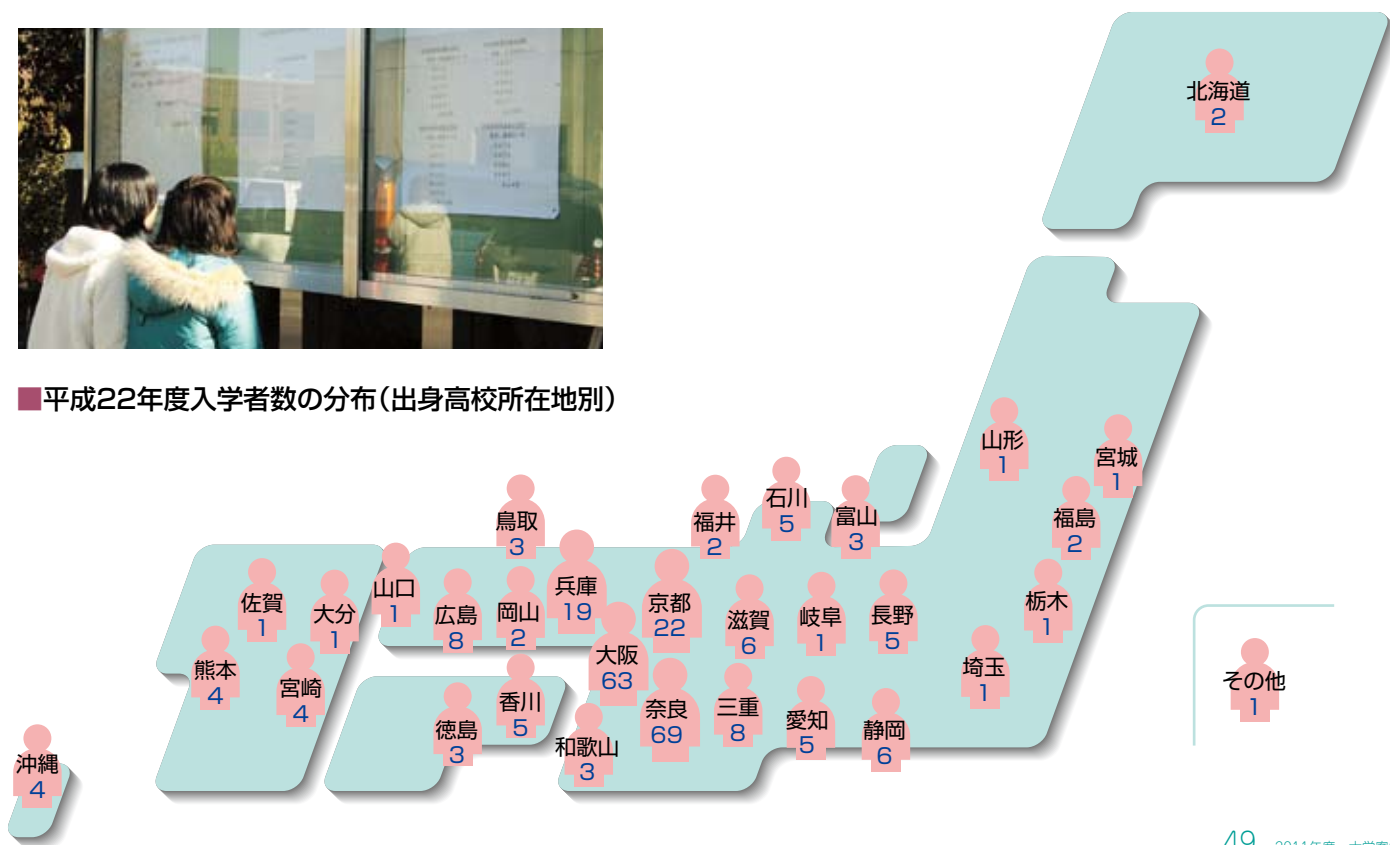 ■平成22年度入学者数の分布(出身高校所在地別)
北海道
2
山形
1
宮城
1
福島
2
石川
5
富山
3
福井
2
鳥取
3
兵庫
19
京都
22
山口
1
広島
8
岡山
2
滋賀
6
岐阜
1
長野
5
栃木
1
佐賀
1
大分
1
大阪
63
熊本
4
宮崎
4
埼玉
1
その他
1
香川
5
徳島
3
奈良
69
三重
8
愛知
5
静岡
6
和歌山
3
沖縄
4
49 2011年度